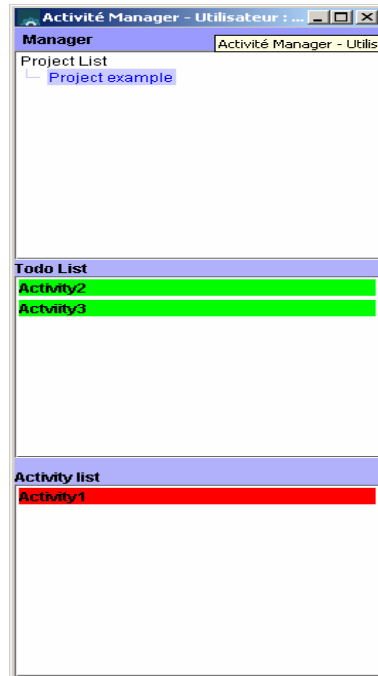 Activité Manager - Utilisateur : ...
Manager
Activité Manager - Utilis
Project List
Project example
Todo List
Activity2
Actviity3
Activity list
Activity1